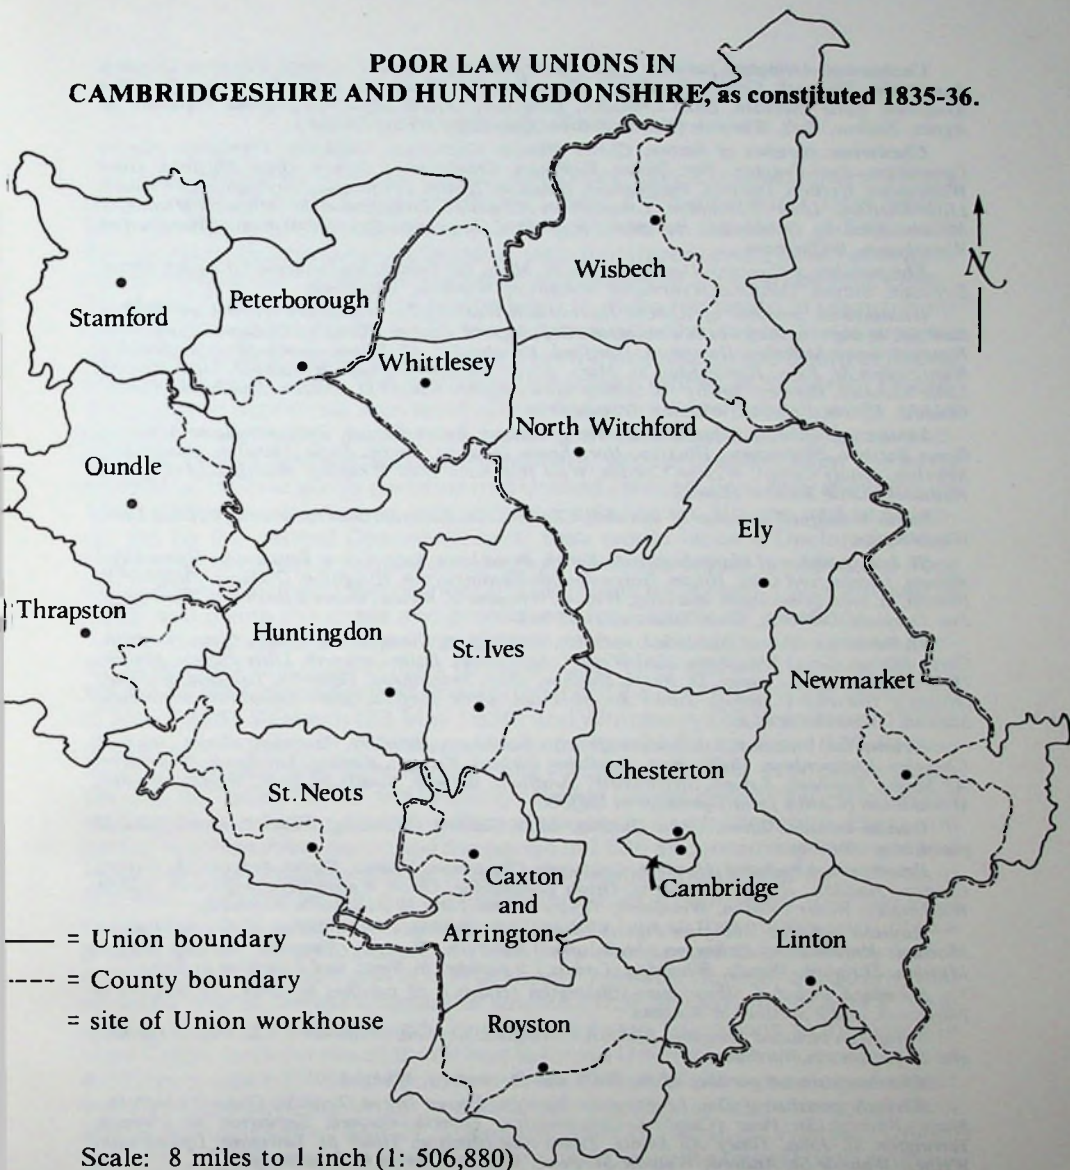 POOR LAW UNIONS IN
CAMBRIDGESHIRE AND HUNTINGDONSHIRE, as constituted 1835-36.
N
Wisbech
Stamford
Peterborough
Whittlesey
North Witchford
Oundle
Ely
Thrapston
Huntingdon
St. Ives
Newmarket
Chesterton
St. Neots
Cambridge
Caxton
and
Arrington
Linton
Royston
= Union boundary
= County boundary
= site of Union workhouse
Scale: 8 miles to 1 inch (1: 506,880)